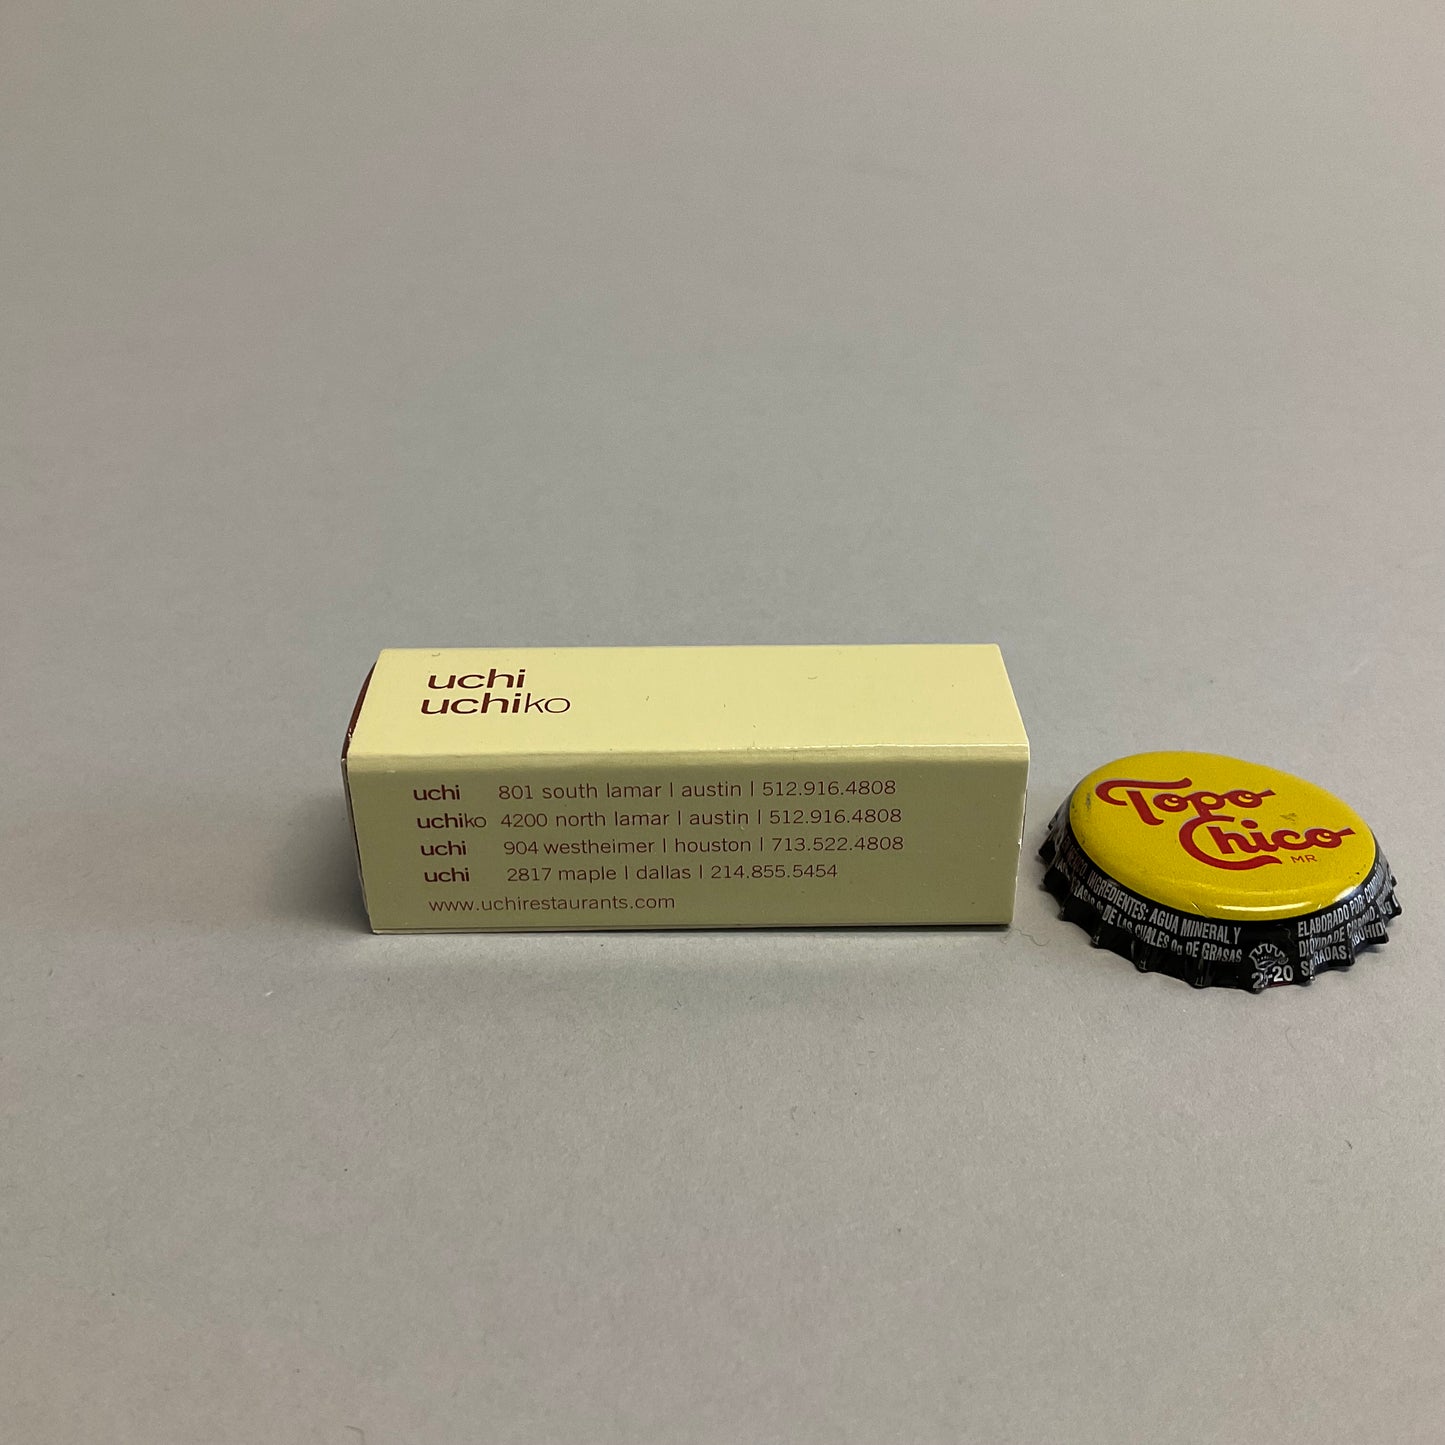 uchi
uchiko
uchi 801 south lamar | austin | 512.916.4808
uchiko 4200 north lamar | austin | 512.916.4808
uchi 904 westheimer | houston | 713.522.4808
uchi 2817 maple | dallas | 214.855.5454
www.uchirestaurants.com
Topo
Chico
MR
INGREDIENTES: AGUA MINERAL Y
DE LAS CUALES 0g DE GRASAS
20
ELABORADO POR: